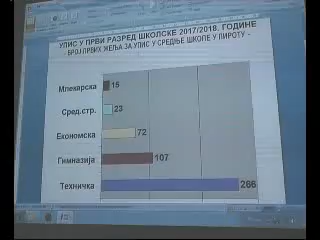 УПИС У ПРВИ РАЗРЕД ШКОЛСКЕ 2017/2018. ГОДИНЕ
- БРОЈ ПРВИХ ЖЕЉА ЗА УПИС У СРЕДЊЕ ШКОЛЕ У ПИРОТУ -
Млекарска 15
Сред.стр. 23
Економска 72
Гимназија 107
Техничка 266